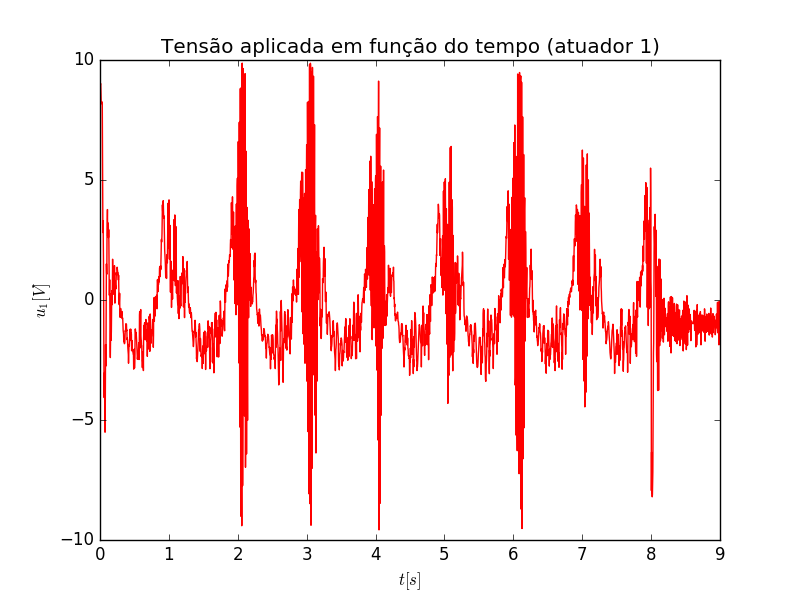 Tensão aplicada em função do tempo (atuador 1)
10
5
0
−5
−10
u₁[V]
0 1 2 3 4 5 6 7 8 9
t[s]